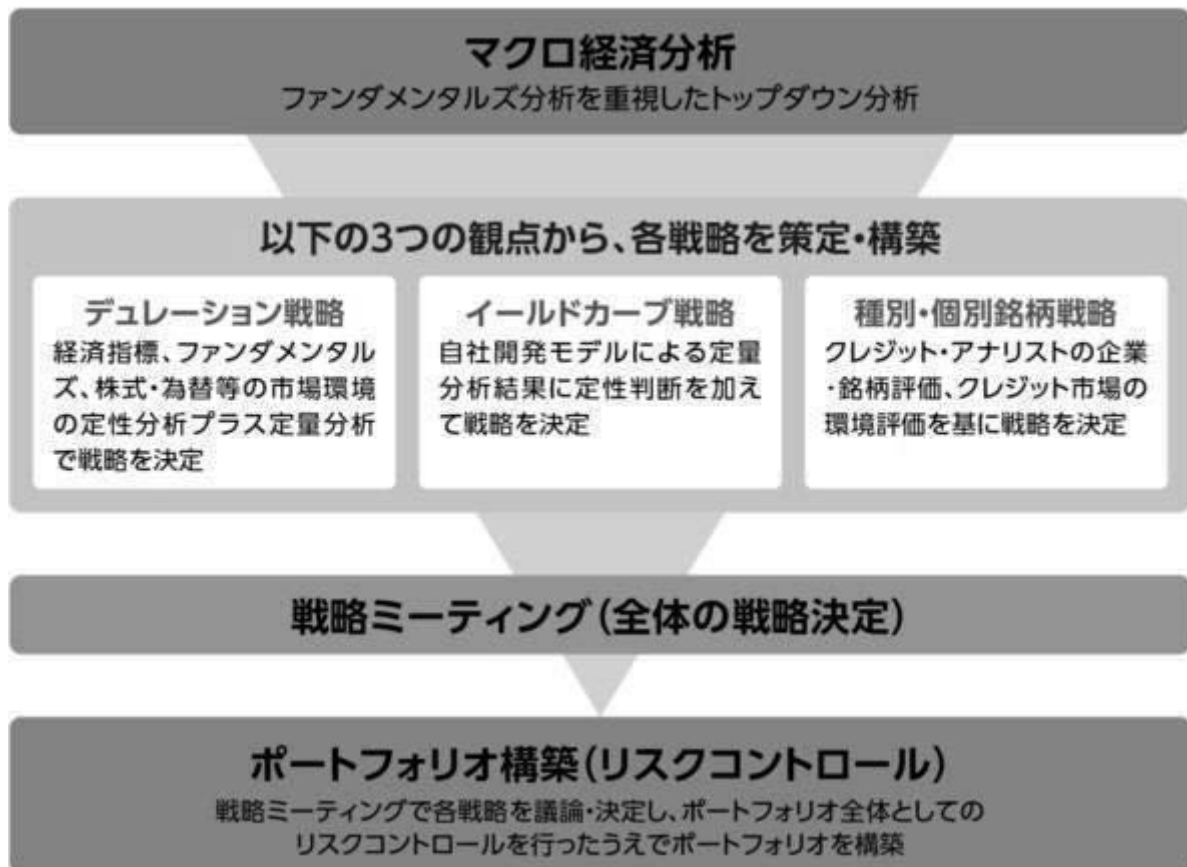 マクロ経済分析
ファンダメンタルズ分析を重視したトップダウン分析
以下の3つの観点から、各戦略を策定・構築
デュレーション戦略
経済指標、ファンダメンタル
ズ、株式・為替等の市場環境
の定性分析プラス定量分析
で戦略を決定
イールドカーブ戦略
自社開発モデルによる定量
分析結果に定性判断を加え
て戦略を決定
種別・個別銘柄戦略
クレジット・アナリストの企業
・銘柄評価、クレジット市場の
環境評価を基に戦略を決定
戦略ミーティング(全体の戦略決定)
ポートフォリオ構築(リスクコントロール)
戦略ミーティングで各戦略を議論・決定し、ポートフォリオ全体としての
リスクコントロールを行ったうえでポートフォリオを構築